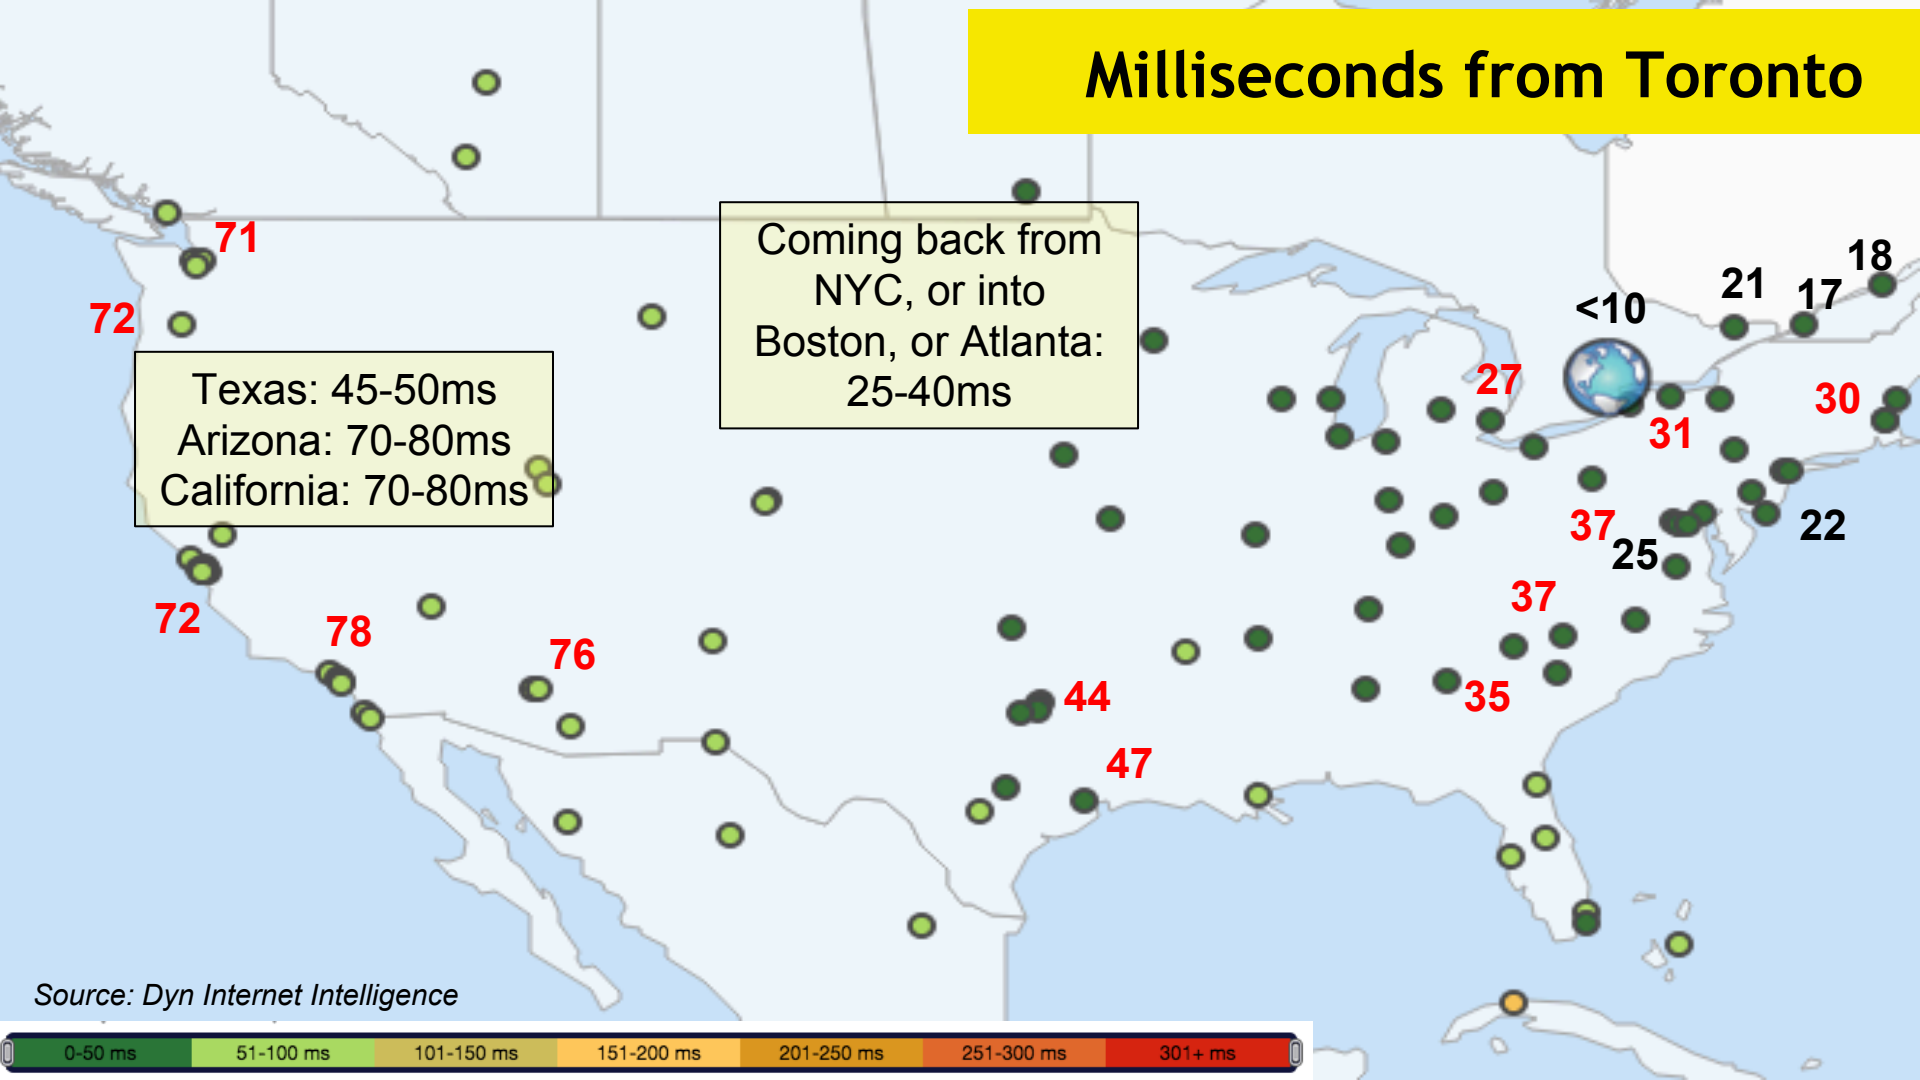 Milliseconds from Toronto
71
72
Coming back from
NYC, or into
Boston, or Atlanta:
25-40ms
Texas: 45-50ms
Arizona: 70-80ms
California: 70-80ms
18
21
17
<10
27
30
31
37
25
22
72
78
76
37
35
44
47
Source: Dyn Internet Intelligence
0-50 ms
51-100 ms
101-150 ms
151-200 ms
201-250 ms
251-300 ms
301+ ms